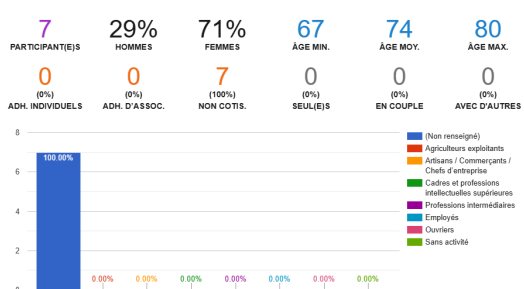 7 29% 71% 67 74 80
PARTICIPANT(E)S HOMMES FEMMES ÂGE MIN. ÂGE MOY. ÂGE MAX.
0 0 7 0 0 0
(0%) (0%) (100%) (0%) (0%) (0%)
ADH. INDIVIDUELS ADH. D'ASSOC. NON COTIS. SEUL(E)S EN COUPLE AVEC D'AUTRES
8
6
4
2
0
100.00%
0.00% 0.00% 0.00% 0.00% 0.00% 0.00% 0.00%
(Non renseigné)
Agriculteurs exploitants
Artisans / Commerçants /
Chefs d'entreprise
Cadres et professions
intellectuelles supérieures
Professions intermédiaires
Employés
Ouvriers
Sans activité